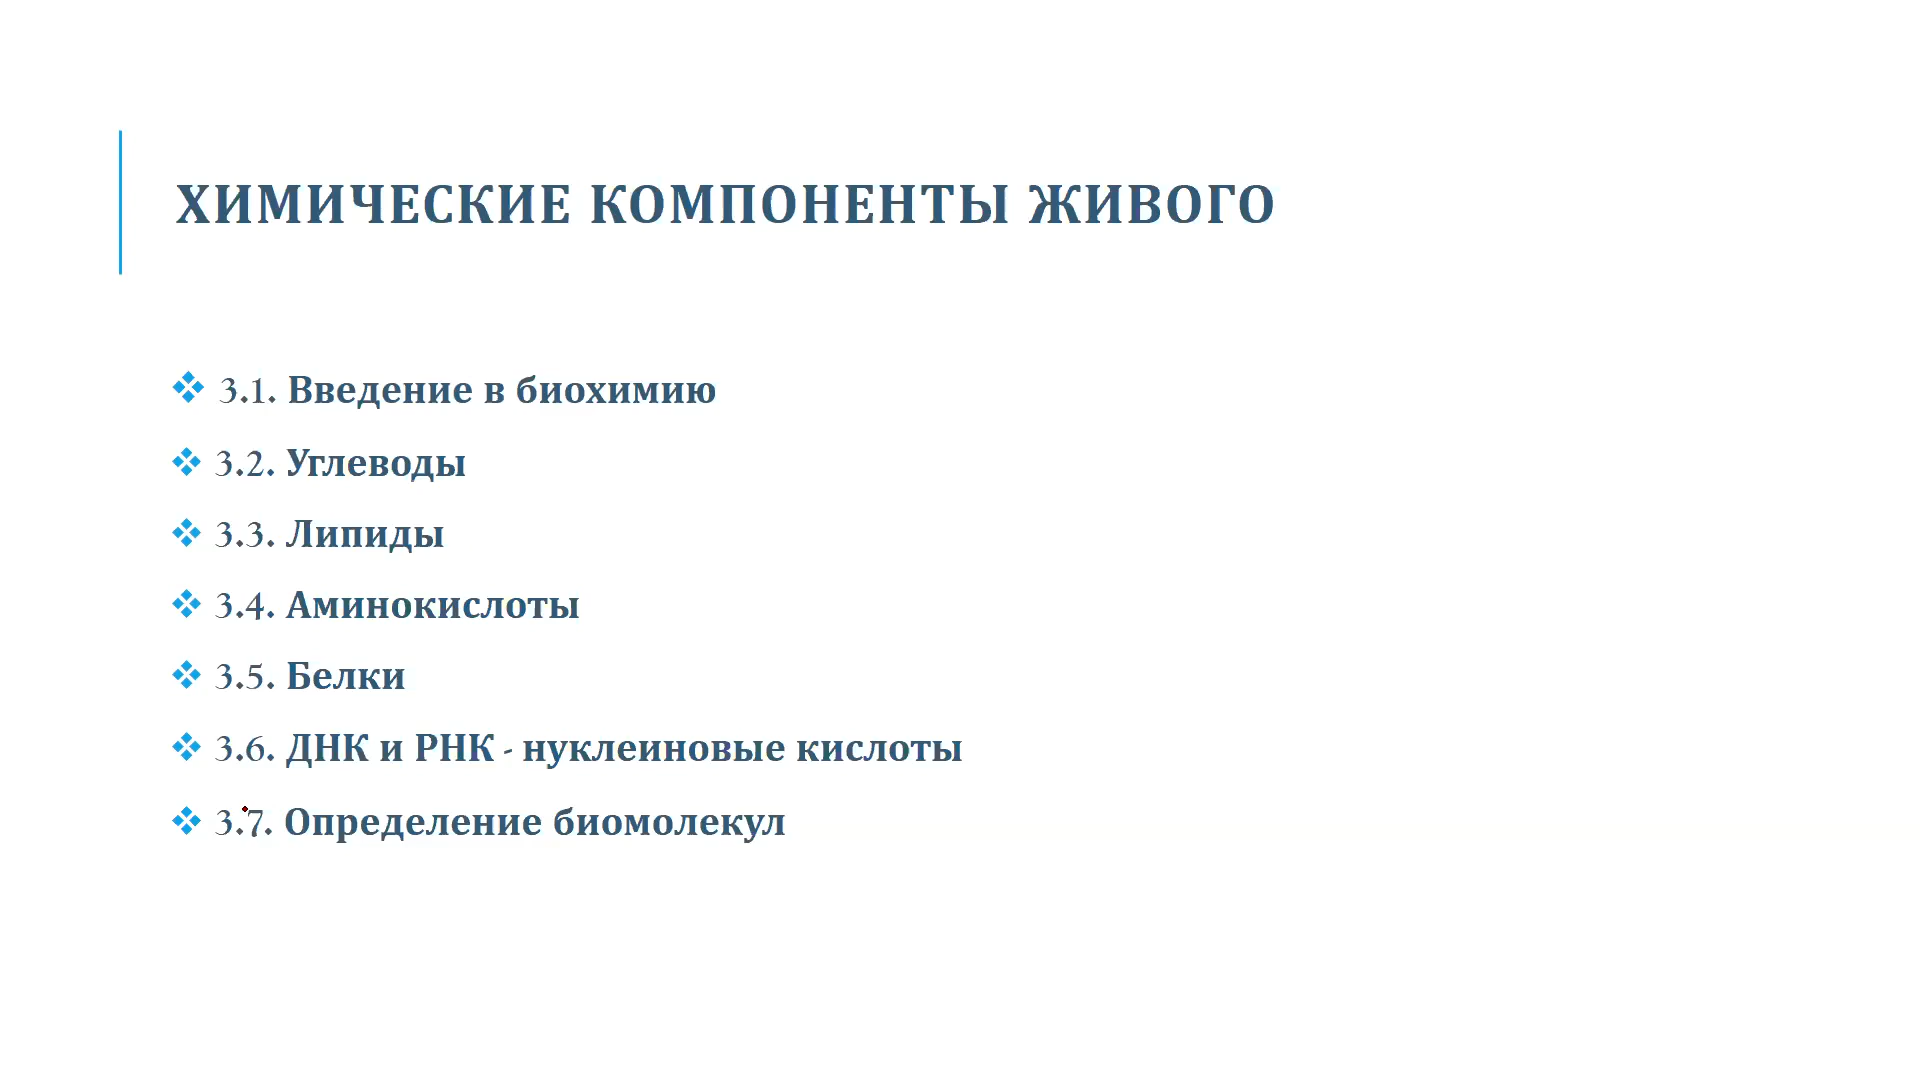 ХИМИЧЕСКИЕ КОМПОНЕНТЫ ЖИВОГО
3.1. Введение в биохимию
3.2. Углеводы
3.3. Липиды
3.4. Аминокислоты
3.5. Белки
3.6. ДНК и РНК - нуклеиновые кислоты
3.7. Определение биомолекул